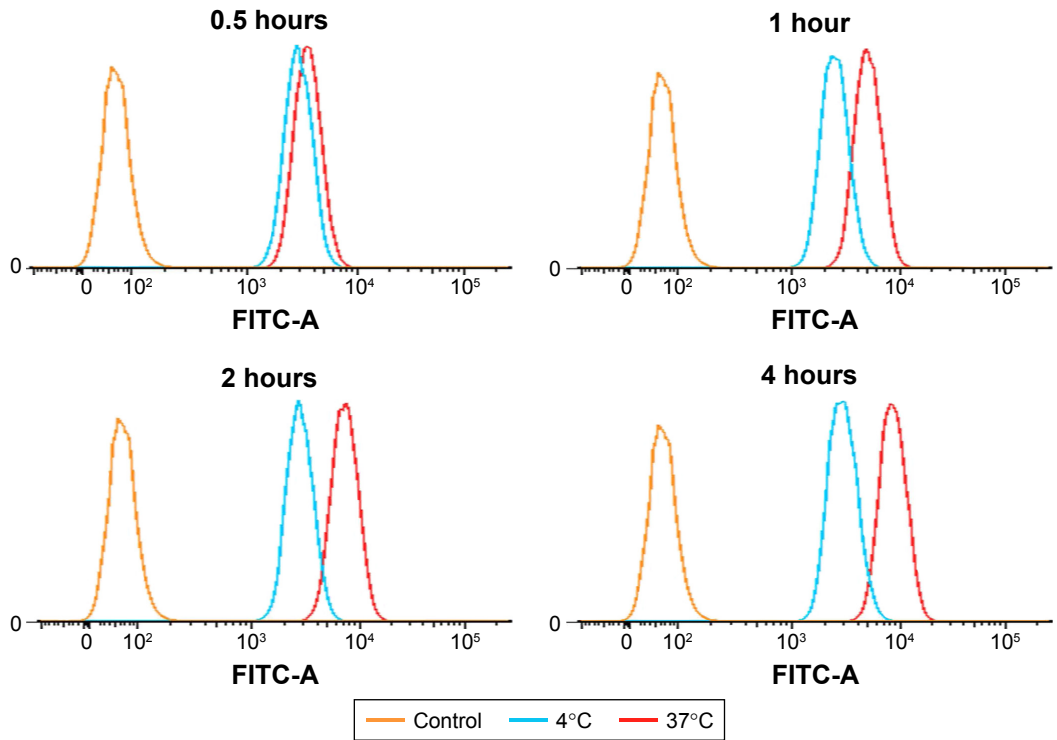 0.5 hours
0
0 10² 10³ 10⁴ 10⁵
FITC-A
1 hour
0
0 10² 10³ 10⁴ 10⁵
FITC-A
2 hours
0
0 10² 10³ 10⁴ 10⁵
FITC-A
4 hours
0
0 10² 10³ 10⁴ 10⁵
FITC-A
Control 4°C 37°C